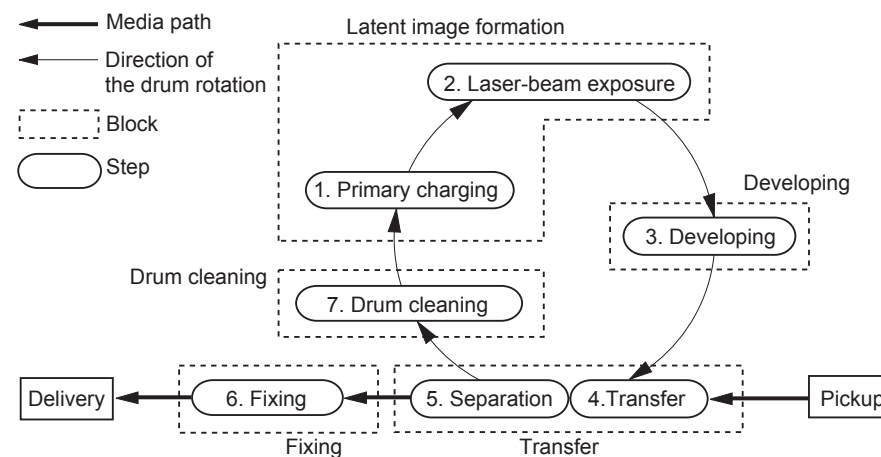 Media path
Direction of
the drum rotation
Block
Step
Latent image formation
2. Laser-beam exposure
1. Primary charging
Developing
3. Developing
Drum cleaning
7. Drum cleaning
Delivery
6. Fixing
5. Separation
4.Transfer
Pickup
Fixing
Transfer